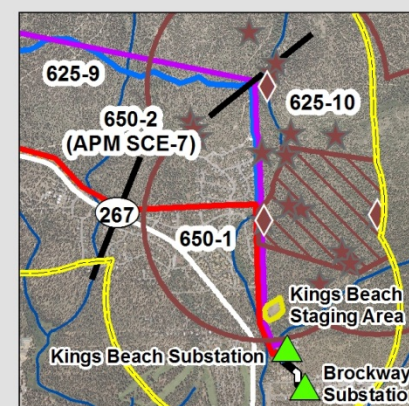 625-9
625-10
650-2
(APM SCE-7)
267
650-1
Kings Beach
Staging Area
Kings Beach Substation
Brockway
Substatio